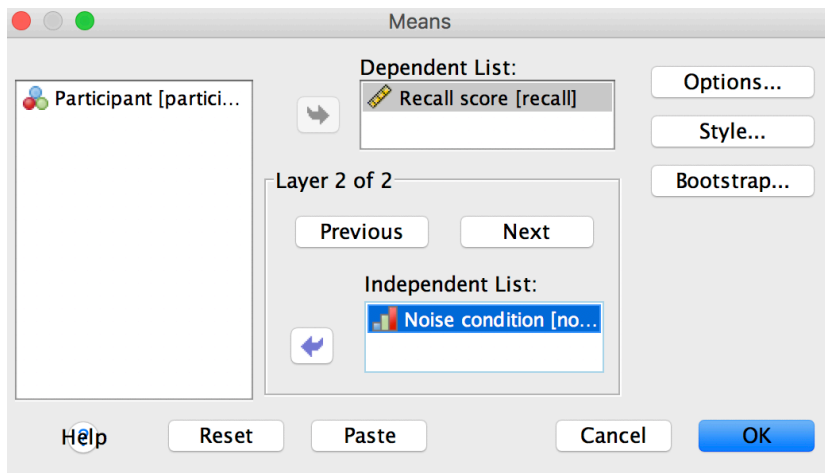 Means
Dependent List:
Participant [partici...
Recall score [recall]
Options...
Style...
Bootstrap...
Layer 2 of 2
Previous
Next
Independent List:
Noise condition [no...
Help
?
Reset
Paste
Cancel
OK